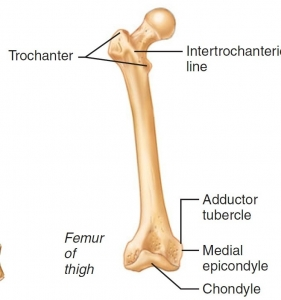 Trochanter
Intertrochanteric
line
Adductor
tubercle
Femur
of
thigh
Medial
epicondyle
Chondyle